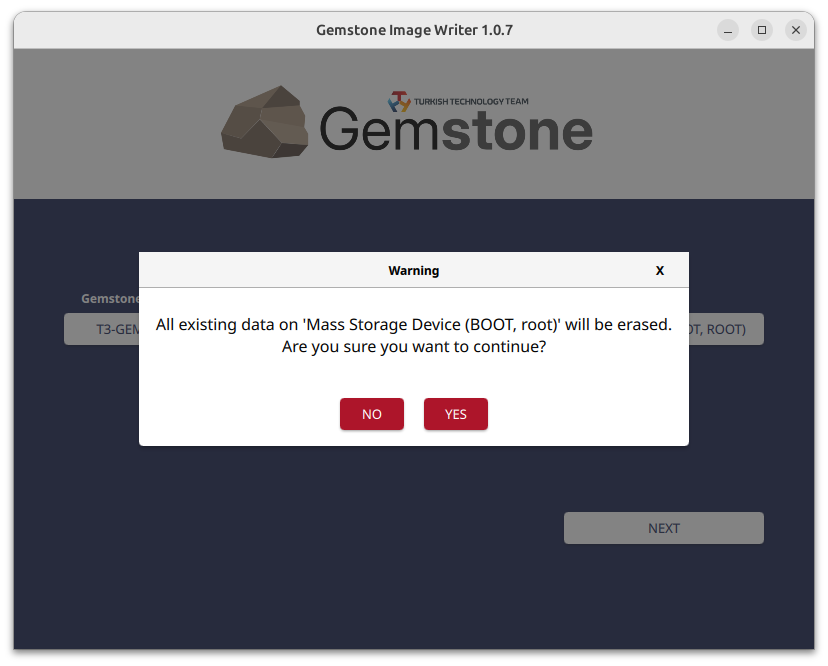 Gemstone Image Writer 1.0.7
TURKISH TECHNOLOGY TEAM
Gemstone
Warning
X
Gemstone
All existing data on 'Mass Storage Device (BOOT, root)' will be erased.
Are you sure you want to continue?
T3-GEM
OT, ROOT)
NO
YES
NEXT